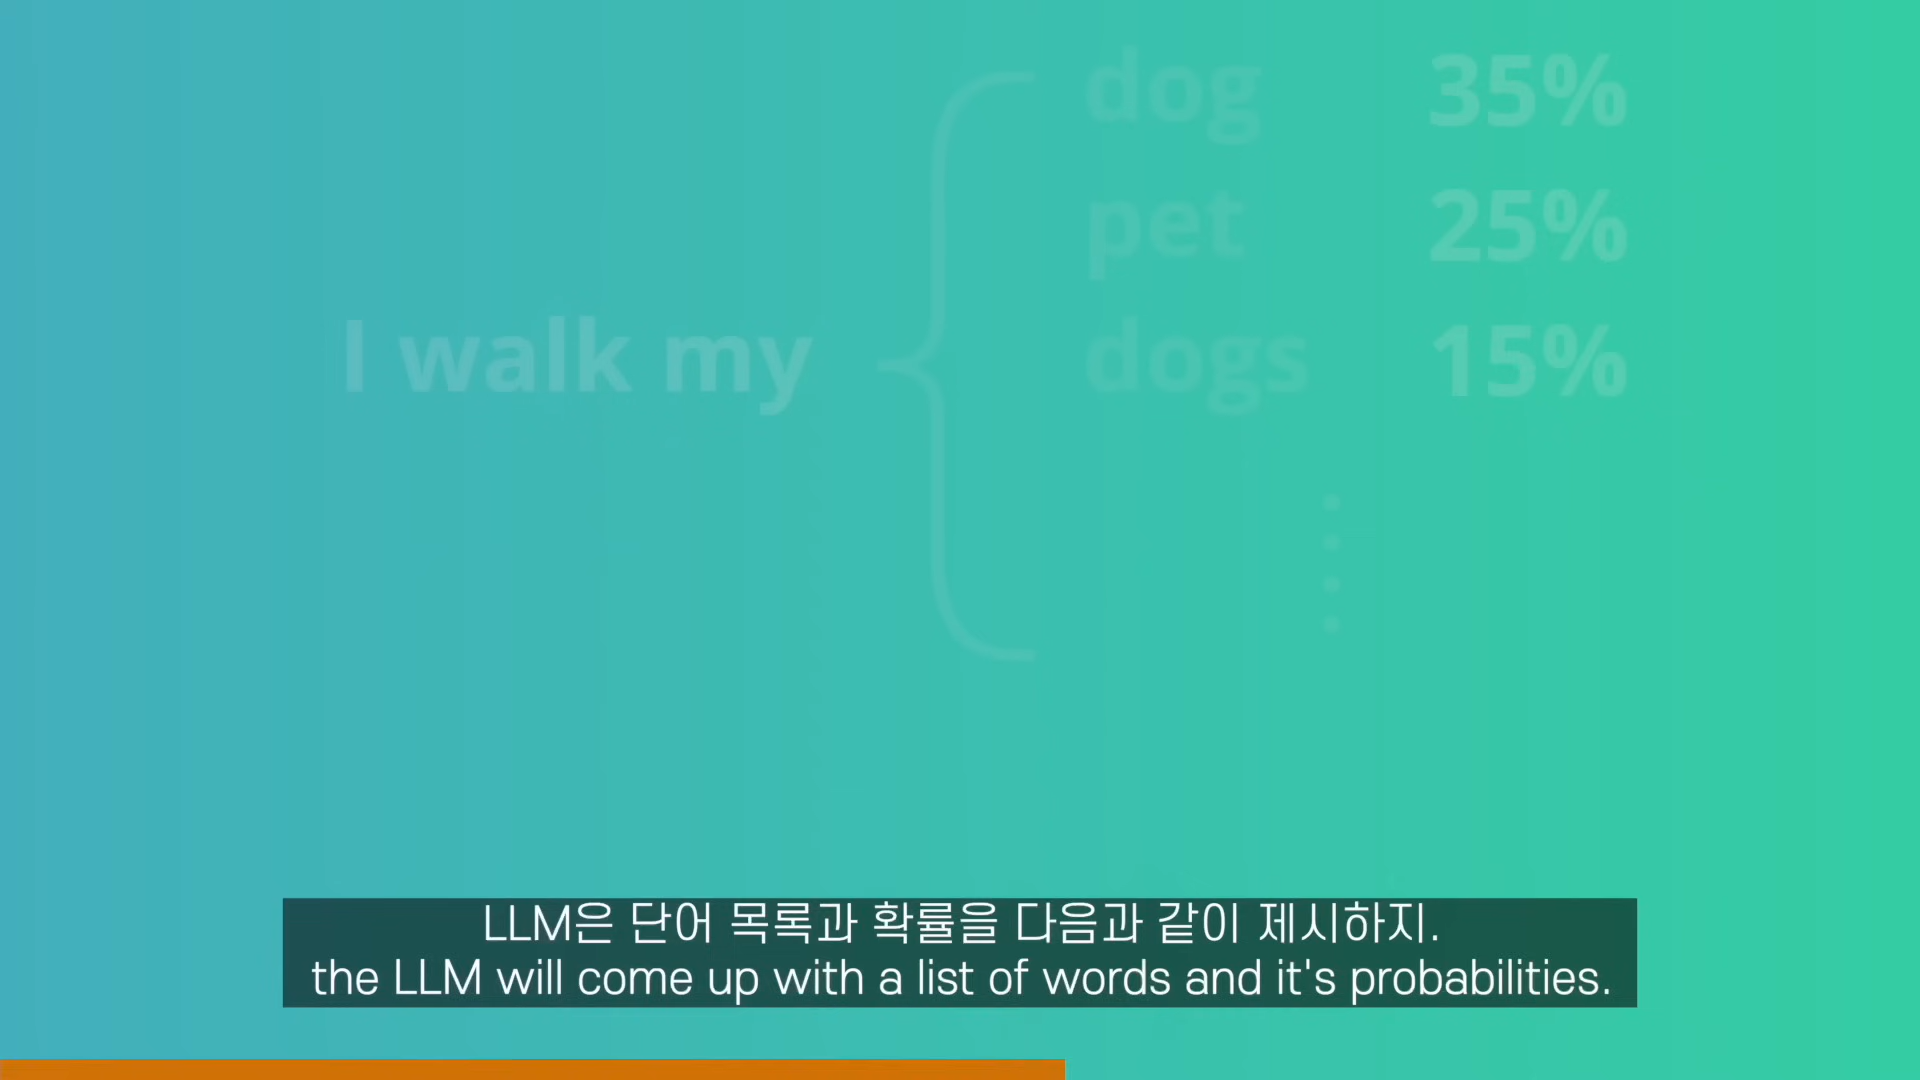 dog 35%
pet 25%
I walk my dogs 15%
LLM은 단어 목록과 확률을 다음과 같이 제시하지.
the LLM will come up with a list of words and it's probabilities.